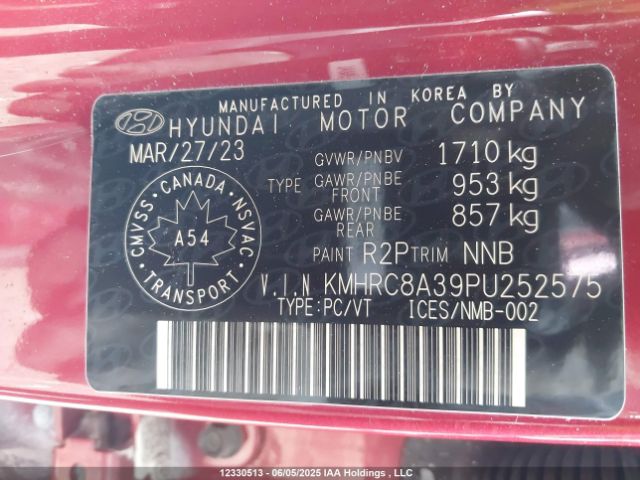 MANUFACTURED IN KOREA BY
HYUNDAI MOTOR COMPANY
MAR/27/23
GVWR/PNBV 1710 kg
TYPE GAWR/PNBE FRONT 953 kg
GAWR/PNBE REAR 857 kg
CMVSS • CANADA • NSVAC
A54
TRANSPORT
PAINT R2P TRIM NNB
V.I.N KMHRC8A39PU252575
TYPE:PC/VT ICES/NMB-002
12330513 - 06/05/2025 IAA Holdings , LLC